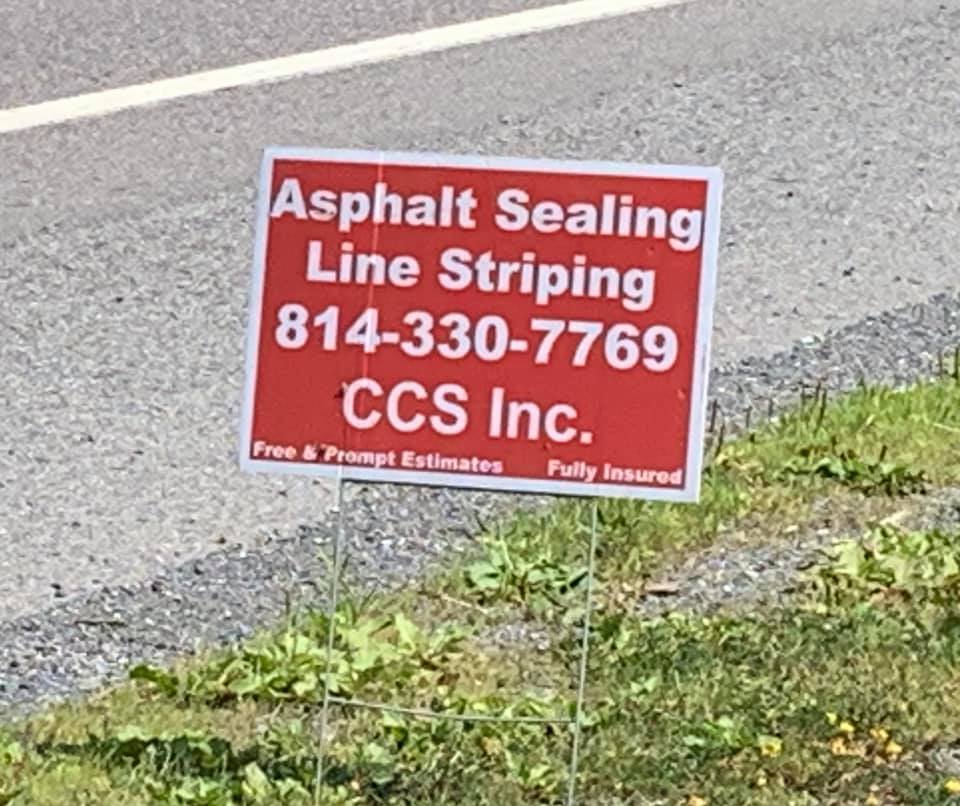 Asphalt Sealing
Line Striping
814-330-7769
CCS Inc.
Free & Prompt Estimates Fully Insured